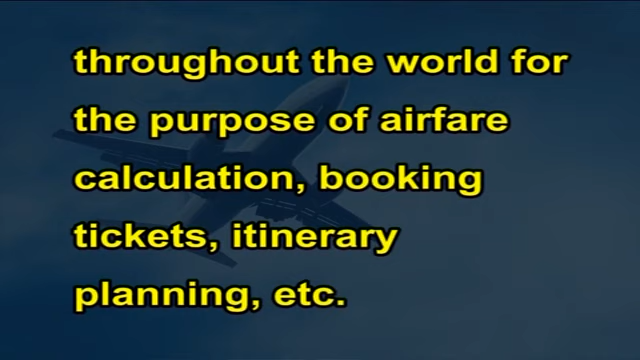 throughout the world for
the purpose of airfare
calculation, booking
tickets, itinerary
planning, etc.